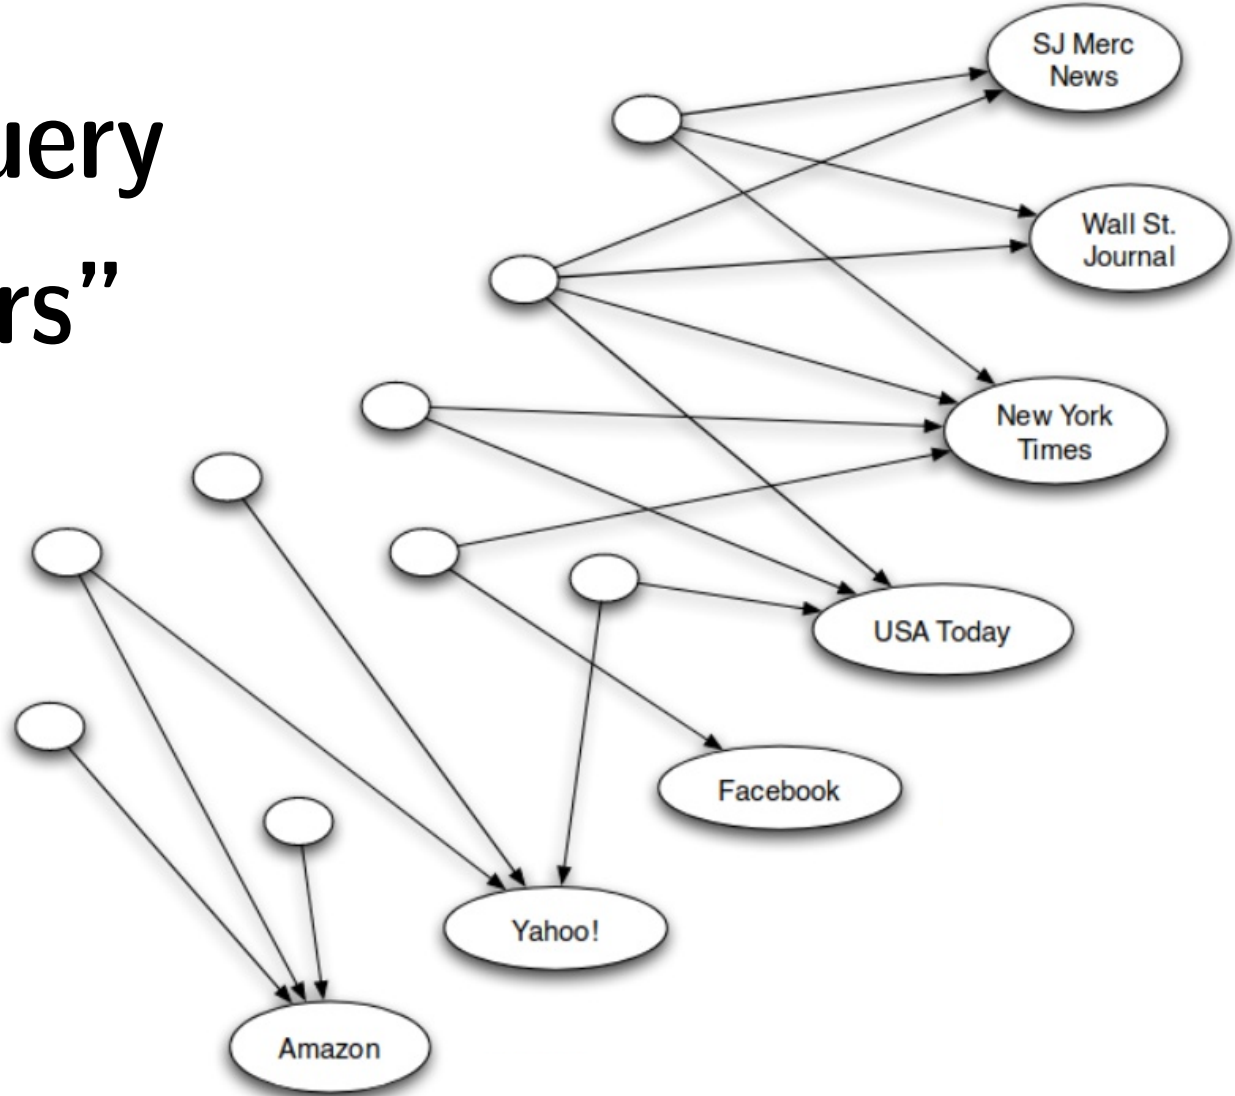 uery
rs”
SJ Merc
News
Wall St.
Journal
New York
Times
USA Today
Facebook
Yahoo!
Amazon